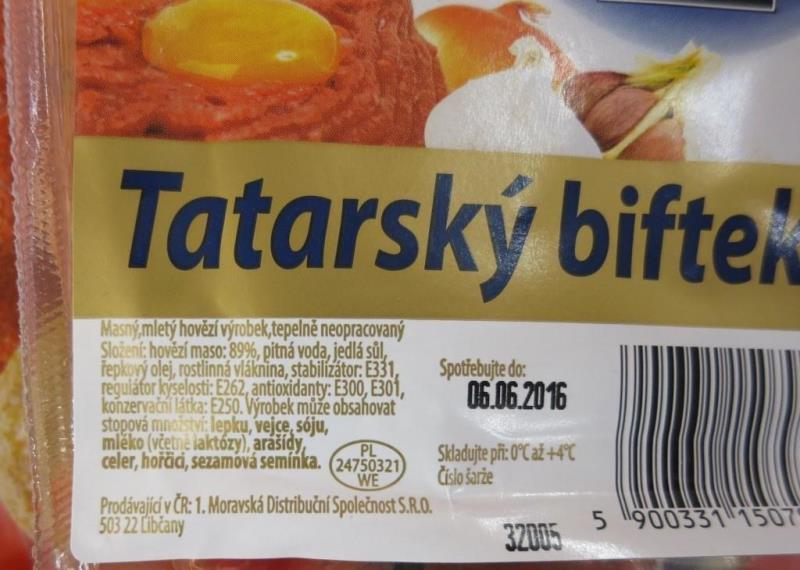 Tatarský biftek
Masný,mletý hovězí výrobek,tepelně neopracovaný
Složení: hovězí maso: 89%, pitná voda, jedlá sůl,
řepkový olej, rostlinná vláknina, stabilizátor: E331,
regulátor kyselosti: E262, antioxidanty: E300, E301,
konzervační látka: E250. Výrobek může obsahovat
stopová množství: lepku, vejce, sóju,
mléko (včetně laktózy), arašídy,
celer, hořčici, sezamová semínka.
PL
24750321
WE
Prodávající v ČR: 1. Moravská Distribuční Společnost S.R.O.
503 22 Libčany
Spotřebujte do:
06.06.2016
Skladujte při: 0°C až +4°C
Číslo šarže
32005
5 900331 1507